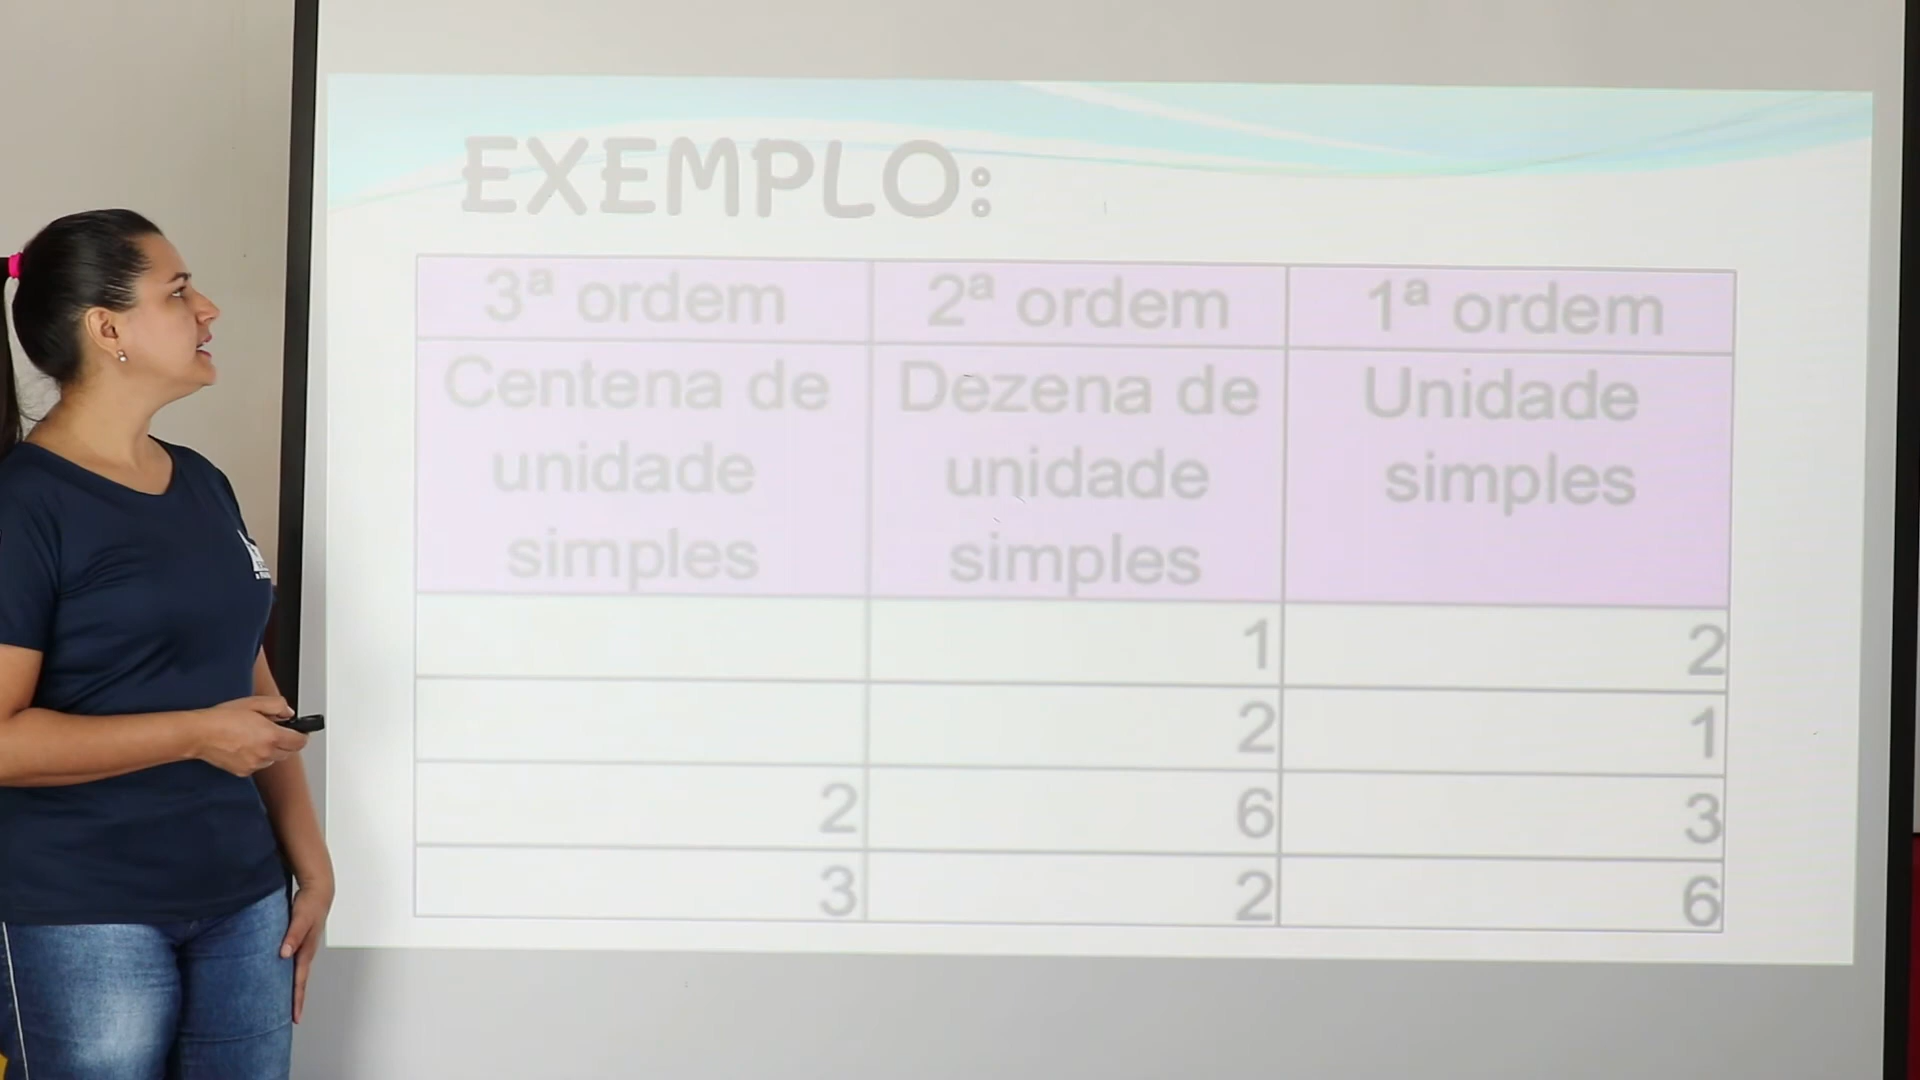 EXEMPLO:
3ª ordem 2ª ordem 1ª ordem
Centena de Dezena de Unidade
unidade unidade simples
simples simples
1 2
2 1
2 6 3
3 2 6